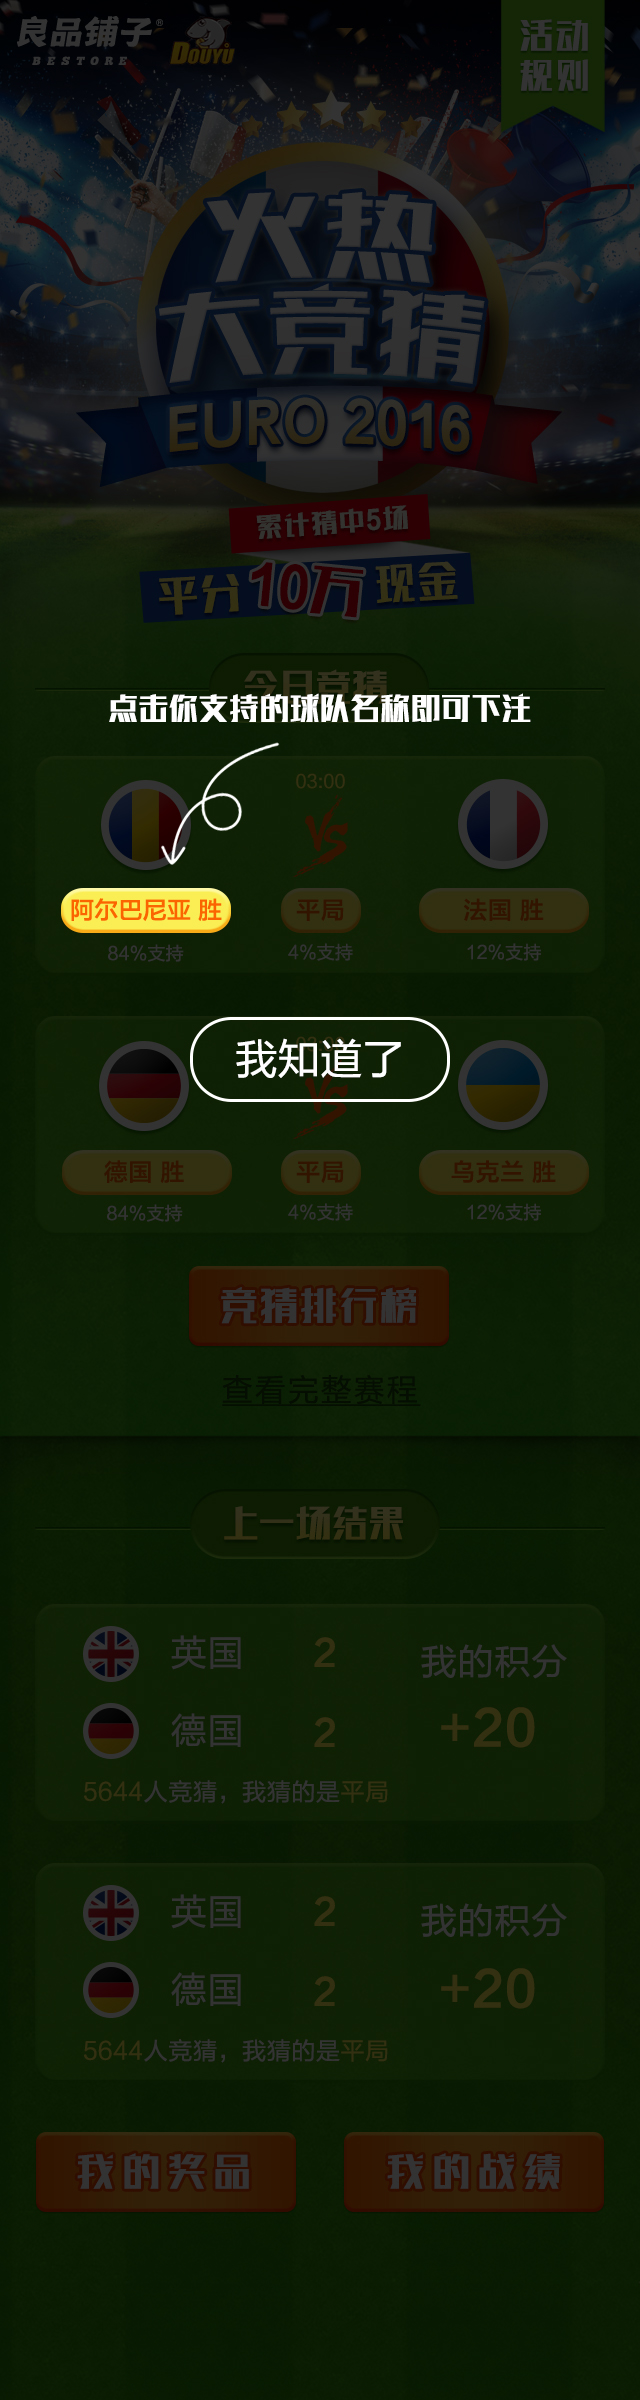 良品铺子®
BESTORE
DOUYU
活动
规则
火热
大竞猜
EURO 2016
累计猜中5场
平分10万现金
今日竞猜
点击你支持的球队名称即可下注
03:00
VS
阿尔巴尼亚 胜
平局
法国 胜
84%支持
4%支持
12%支持
03:00
我知道了
VS
德国 胜
平局
乌克兰 胜
84%支持
4%支持
12%支持
竞猜排行榜
查看完整赛程
上一场结果
英国 2
德国 2
我的积分
+20
5644人竞猜，我猜的是平局
英国 2
德国 2
我的积分
+20
5644人竞猜，我猜的是平局
我的奖品
我的战绩